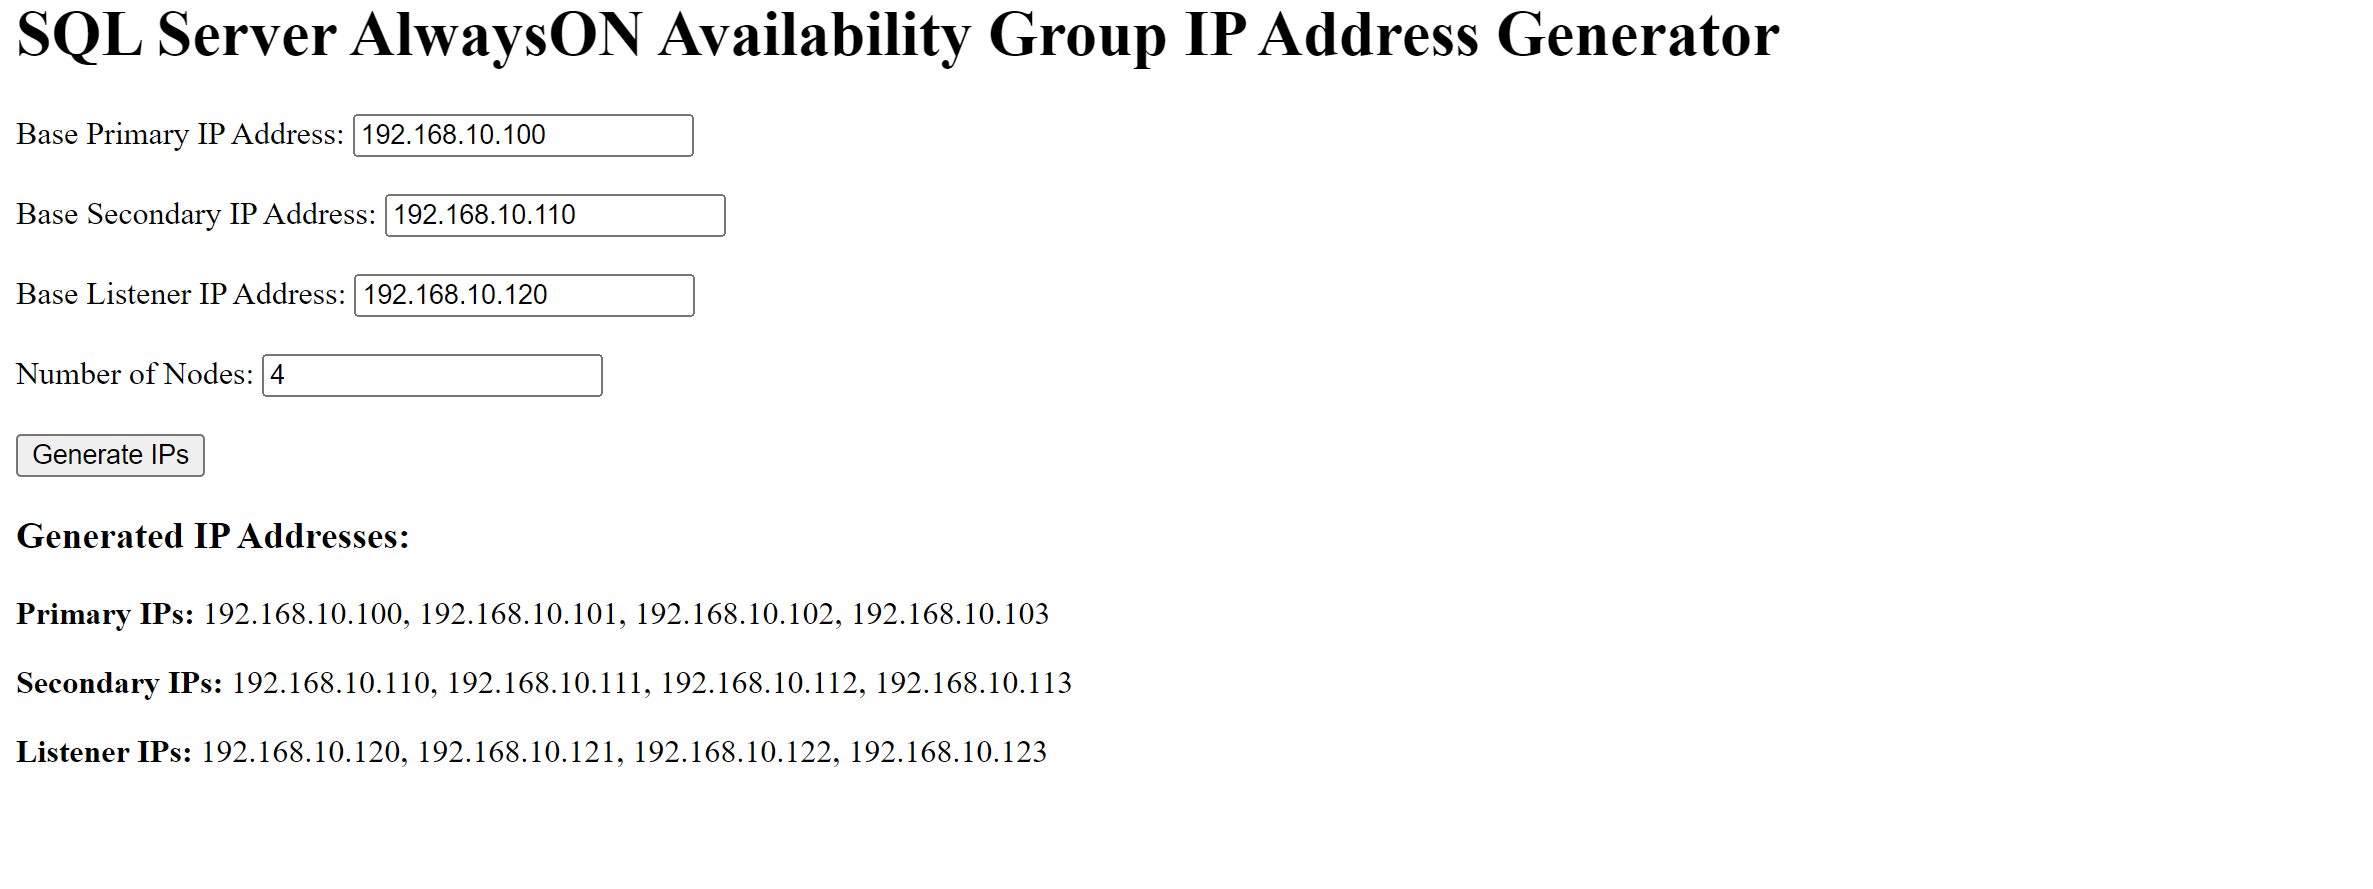 SQL Server AlwaysON Availability Group IP Address Generator
Base Primary IP Address: 192.168.10.100
Base Secondary IP Address: 192.168.10.110
Base Listener IP Address: 192.168.10.120
Number of Nodes: 4
Generate IPs
Generated IP Addresses:
Primary IPs: 192.168.10.100, 192.168.10.101, 192.168.10.102, 192.168.10.103
Secondary IPs: 192.168.10.110, 192.168.10.111, 192.168.10.112, 192.168.10.113
Listener IPs: 192.168.10.120, 192.168.10.121, 192.168.10.122, 192.168.10.123